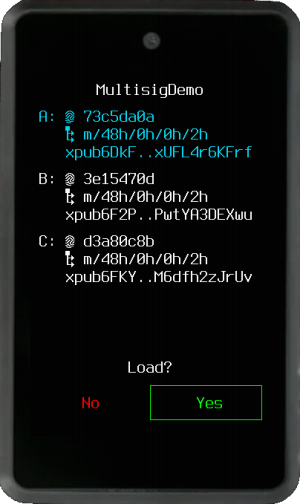 MultisigDemo
A: 73c5da0a
m/48h/0h/0h/2h
xpub6DkF..xUFL4r6KFrf
B: 3e15470d
m/48h/0h/0h/2h
xpub6F2P..PwtYA3DEXwu
C: d3a80c8b
m/48h/0h/0h/2h
xpub6FKY..M6dfh2zJrUv
Load?
No Yes